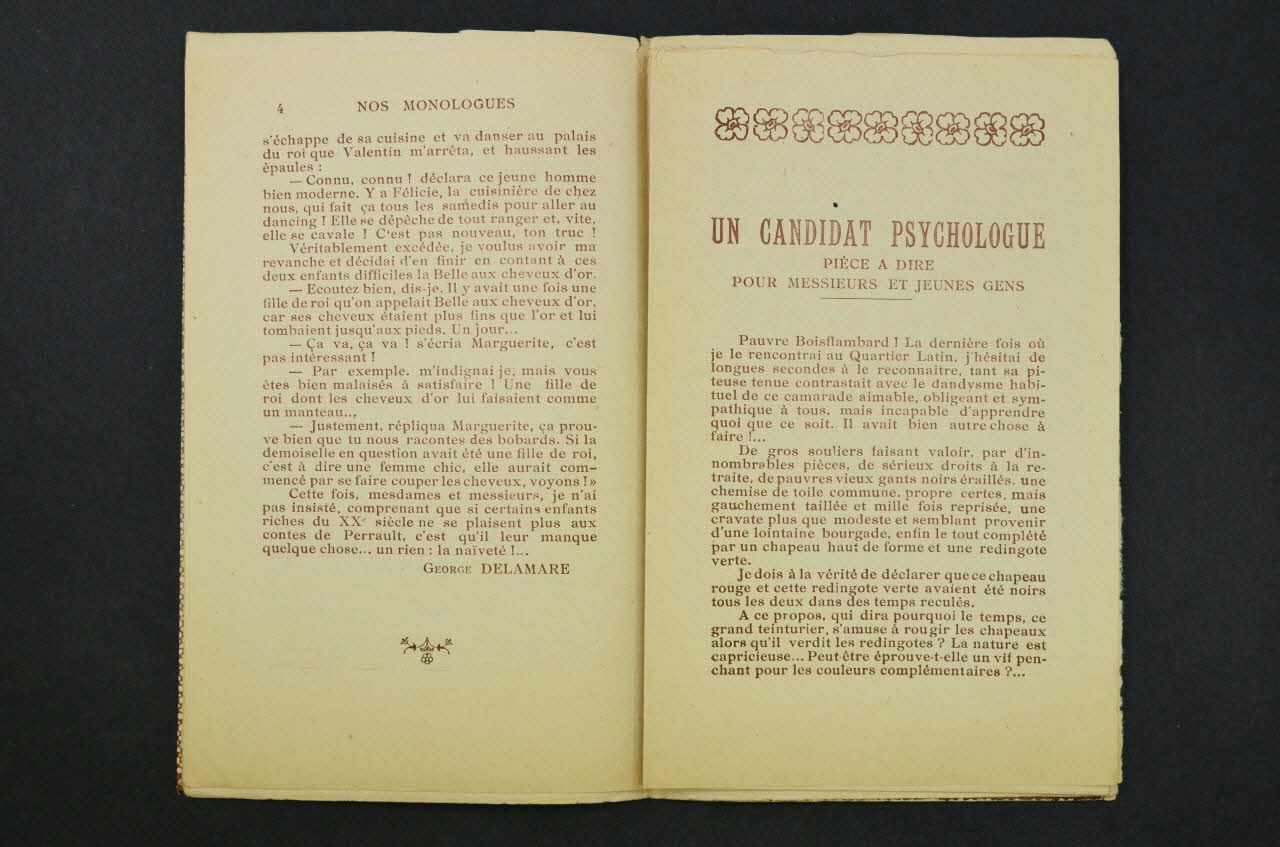 4 NOS MONOLOGUES
s'échappe de sa cuisine et va danser au palais
du roi que Valentin m'arrêta, et haussant les
épaules :
— Connu, connu ! déclara ce jeune homme
bien moderne. Y a Félicie, la cuisinière de chez
nous, qui fait ça tous les samedis pour aller au
dancing ! Elle se dépêche de tout ranger et, vite,
elle se cavale ! C'est pas nouveau, ton truc !
Véritablement excédée, je voulus avoir ma
revanche et décidai d'en finir en contant à ces
deux enfants difficiles la Belle aux cheveux d'or.
— Ecoutez bien, dis-je. Il y avait une fois une
fille de roi qu'on appelait Belle aux cheveux d'or,
car ses cheveux étaient plus fins que l'or et lui
tombaient jusqu'aux pieds. Un jour...
— Ça va, ça va ! s'écria Marguerite, c'est
pas intéressant !
— Par exemple. m'indignai je, mais vous
êtes bien malaisés à satisfaire ! Une fille de
roi dont les cheveux d'or lui faisaient comme
un manteau...
— Justement, répliqua Marguerite, ça prou-
ve bien que tu nous racontes des bobards. Si la
demoiselle en question avait été une fille de roi,
c'est à dire une femme chic, elle aurait com-
mencé par se faire couper les cheveux, voyons !»
Cette fois, mesdames et messieurs, je n'ai
pas insisté, comprenant que si certains enfants
riches du XXe siècle ne se plaisent plus aux
contes de Perrault, c'est qu'il leur manque
quelque chose... un rien : la naïveté !...
GEORGE DELAMARE
UN CANDIDAT PSYCHOLOGUE
PIÉCE A DIRE
POUR MESSIEURS ET JEUNES GENS
Pauvre Boisflambard ! La dernière fois où
je le rencontrai au Quartier Latin, j'hésitai de
longues secondes à le reconnaitre, tant sa pi-
teuse tenue contrastait avec le dandysme habi-
tuel de ce camarade aimable, obligeant et sym-
pathique à tous, mais incapable d'apprendre
quoi que ce soit. Il avait bien autre chose à
faire !...
De gros souliers faisant valoir, par d'in-
nombrables pièces, de sérieux droits à la re-
traite, de pauvres vieux gants noirs éraillés. une
chemise de toile commune, propre certes, mais
gauchement taillée et mille fois reprisée, une
cravate plus que modeste et semblant provenir
d'une lointaine bourgade, enfin le tout complété
par un chapeau haut de forme et une redingote
verte.
Je dois à la vérité de déclarer que ce chapeau
rouge et cette redingote verte avaient été noirs
tous les deux dans des temps reculés.
A ce propos, qui dira pourquoi le temps, ce
grand teinturier, s'amuse à rougir les chapeaux
alors qu'il verdit les redingotes ? La nature est
capricieuse... Peut-être éprouve-t-elle un vif pen-
chant pour les couleurs complémentaires ?...